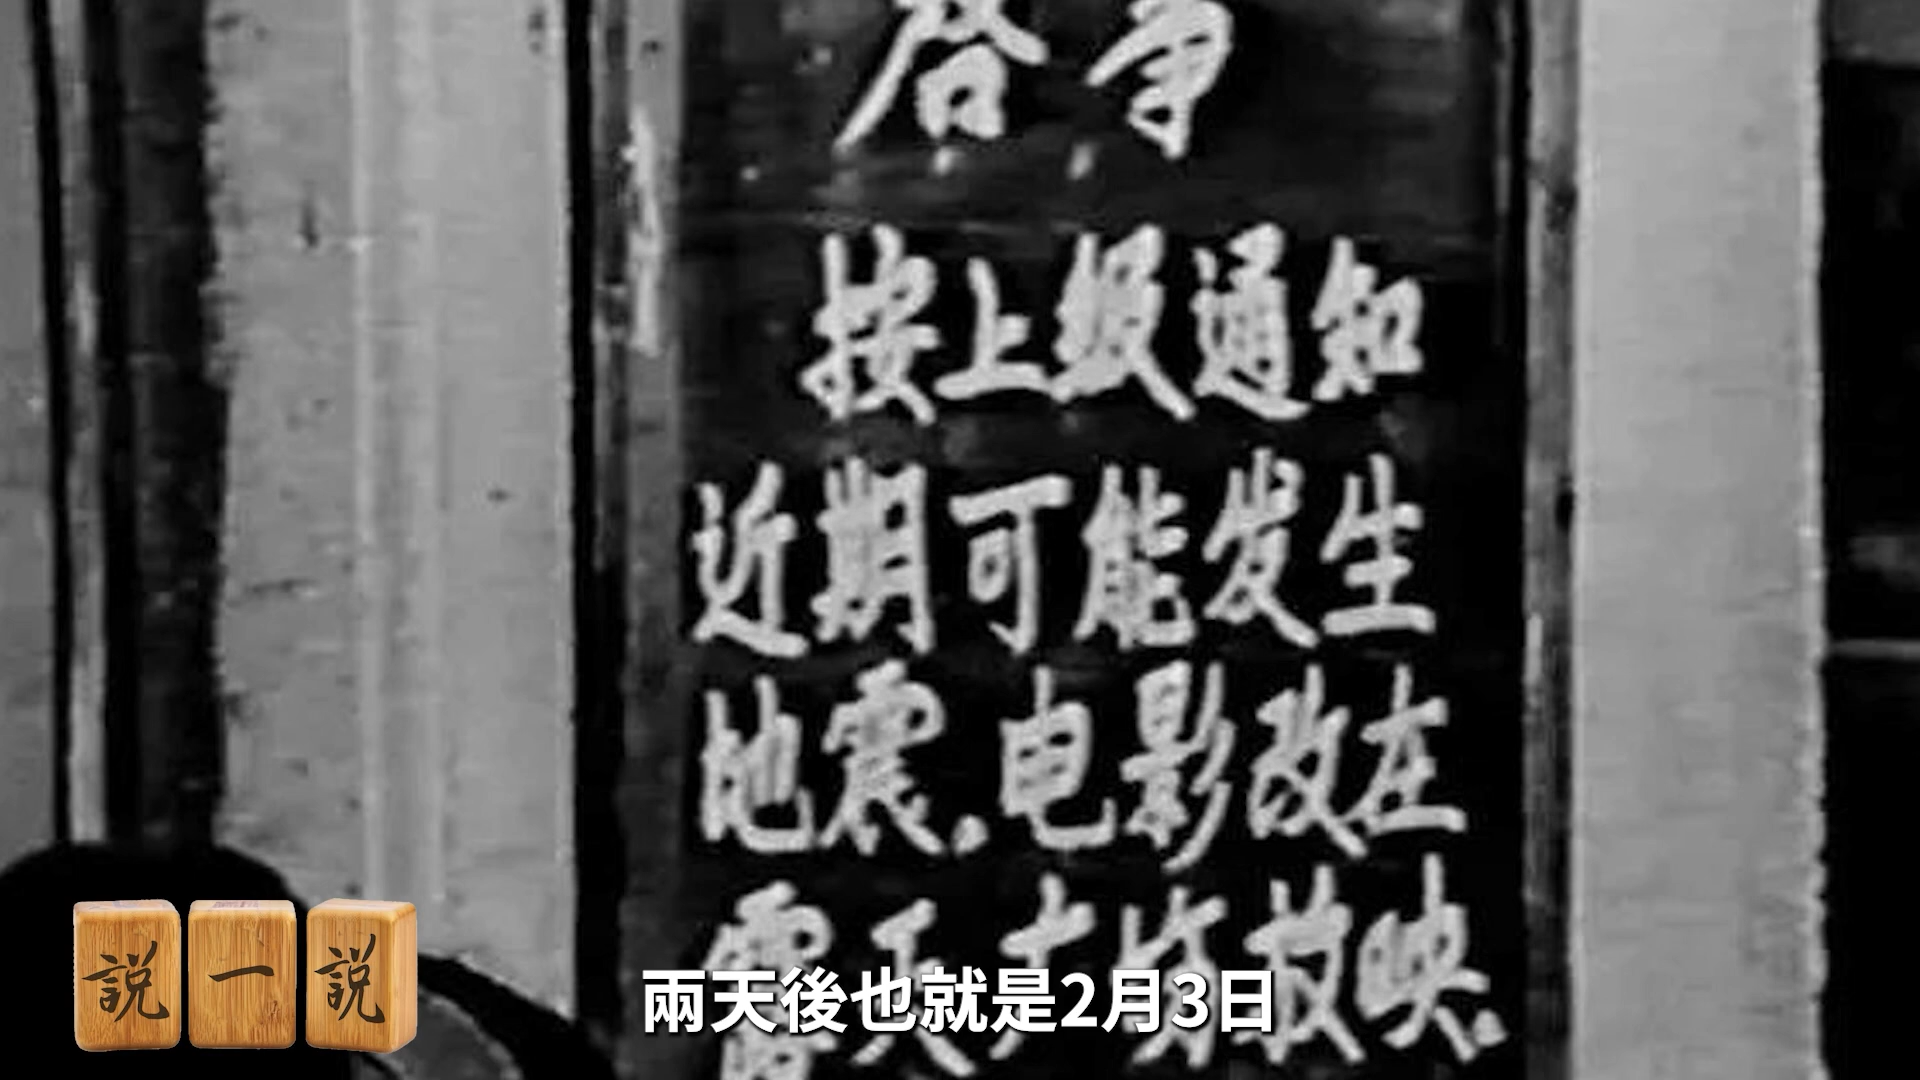 启事
按上级通知
近期可能发生
地震.电影改在
露天广场放映.
說一說
兩天後也就是2月3日